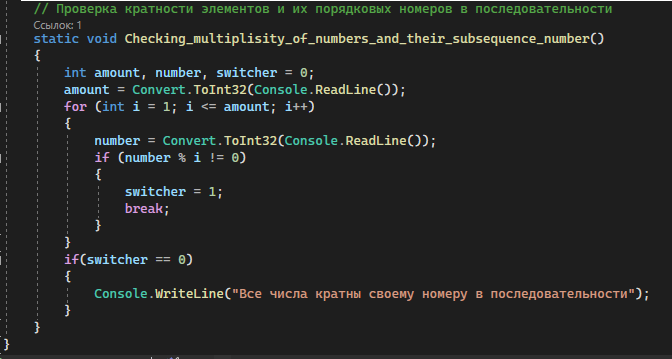 // Проверка кратности элементов и их порядковых номеров в последовательности
Ссылок: 1
static void Checking_multiplisity_of_numbers_and_their_subsequence_number()
{
int amount, number, switcher = 0;
amount = Convert.ToInt32(Console.ReadLine());
for (int i = 1; i <= amount; i++)
{
number = Convert.ToInt32(Console.ReadLine());
if (number % i != 0)
{
switcher = 1;
break;
}
}
if(switcher == 0)
{
Console.WriteLine("Все числа кратны своему номеру в последовательности");
}
}
}